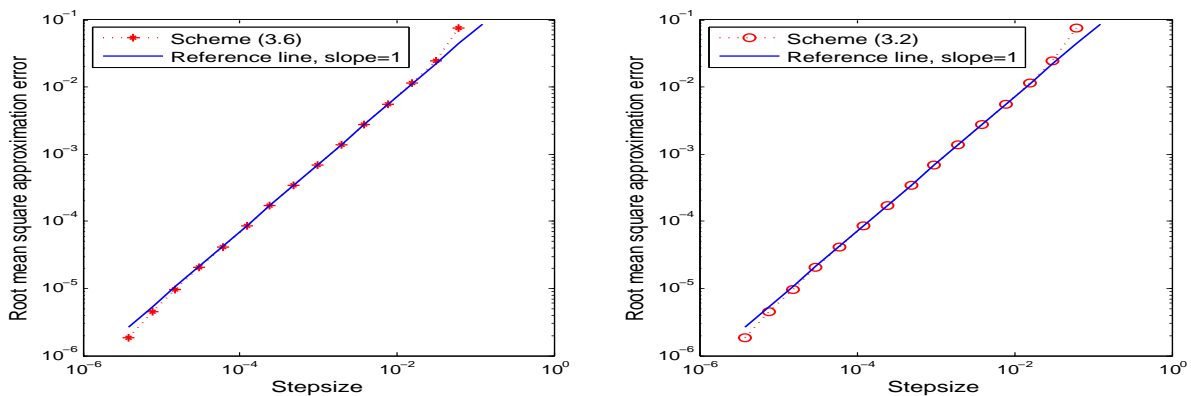 10^-1
10^-2
10^-3
10^-4
10^-5
10^-6
Root mean square approximation error
Scheme (3.6)
Reference line, slope=1
10^-6
10^-4
10^-2
10^0
Stepsize
10^-1
10^-2
10^-3
10^-4
10^-5
10^-6
Root mean square approximation error
Scheme (3.2)
Reference line, slope=1
10^-6
10^-4
10^-2
10^0
Stepsize